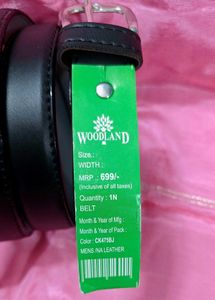 WOODLAND
Size. :
WIDTH :
MRP : 699/-
(Inclusive of all taxes)
Quantity : 1N
BELT
Month & Year of Mfg :
Month & Year of Pack :
Color : CK475BJ
MENS INA LEATHER